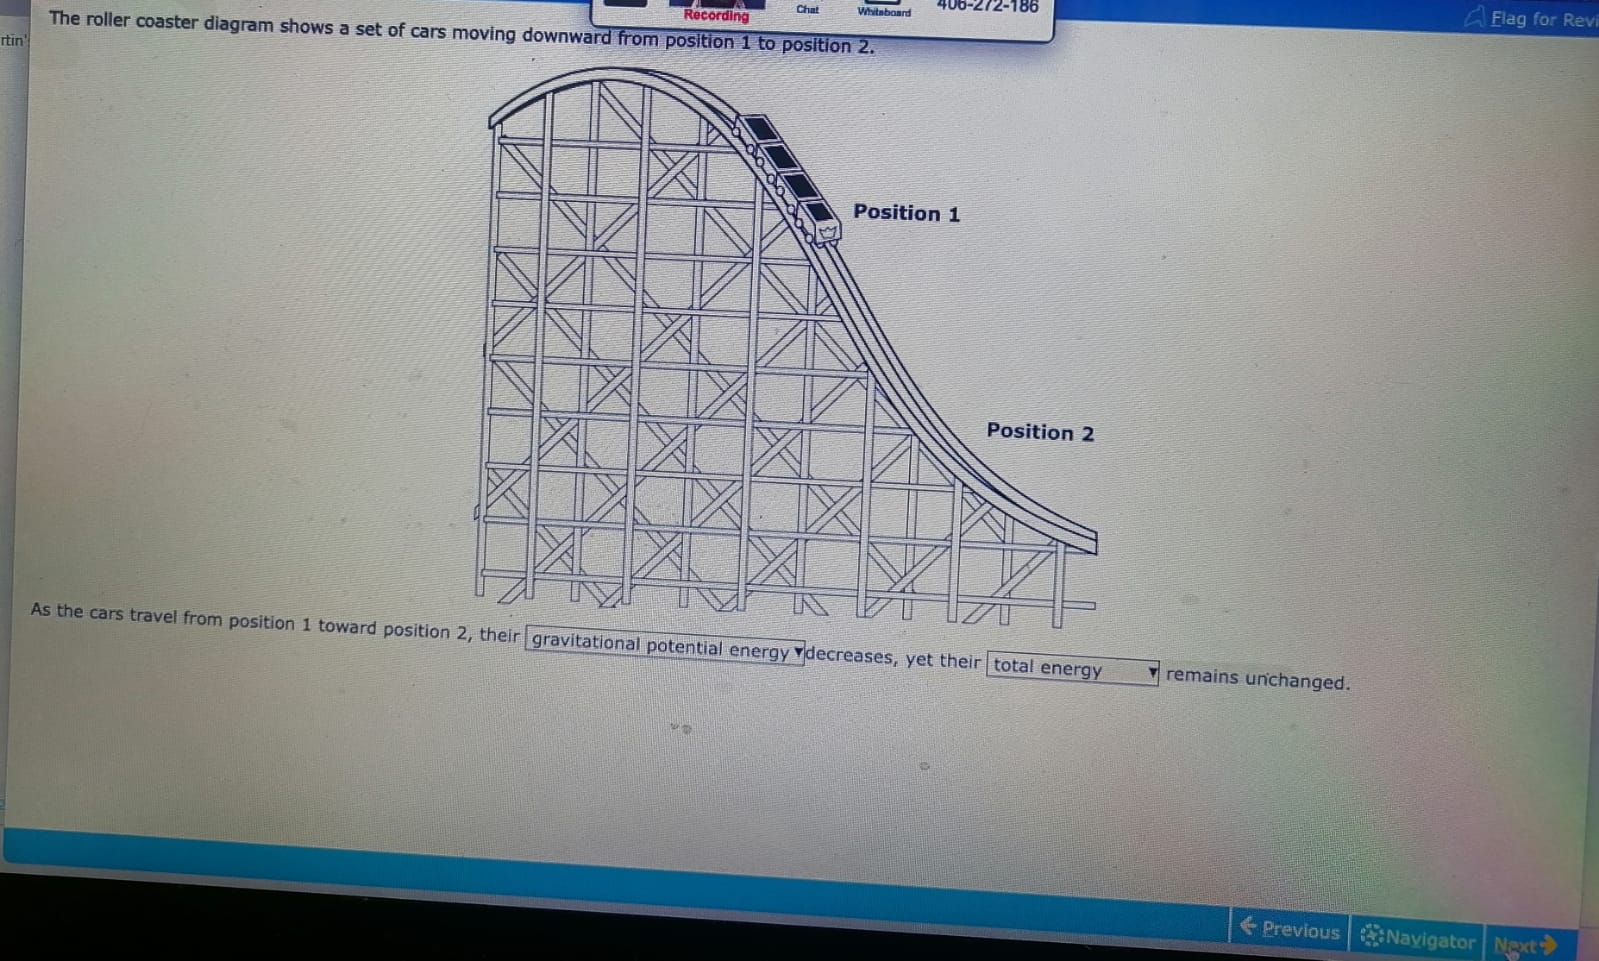 Recording
Chat
Whiteboard
406-272-186
Flag for Revi
rtin'
The roller coaster diagram shows a set of cars moving downward from position 1 to position 2.
Position 1
Position 2
As the cars travel from position 1 toward position 2, their gravitational potential energy decreases, yet their total energy remains unchanged.
Previous
Navigator
Next